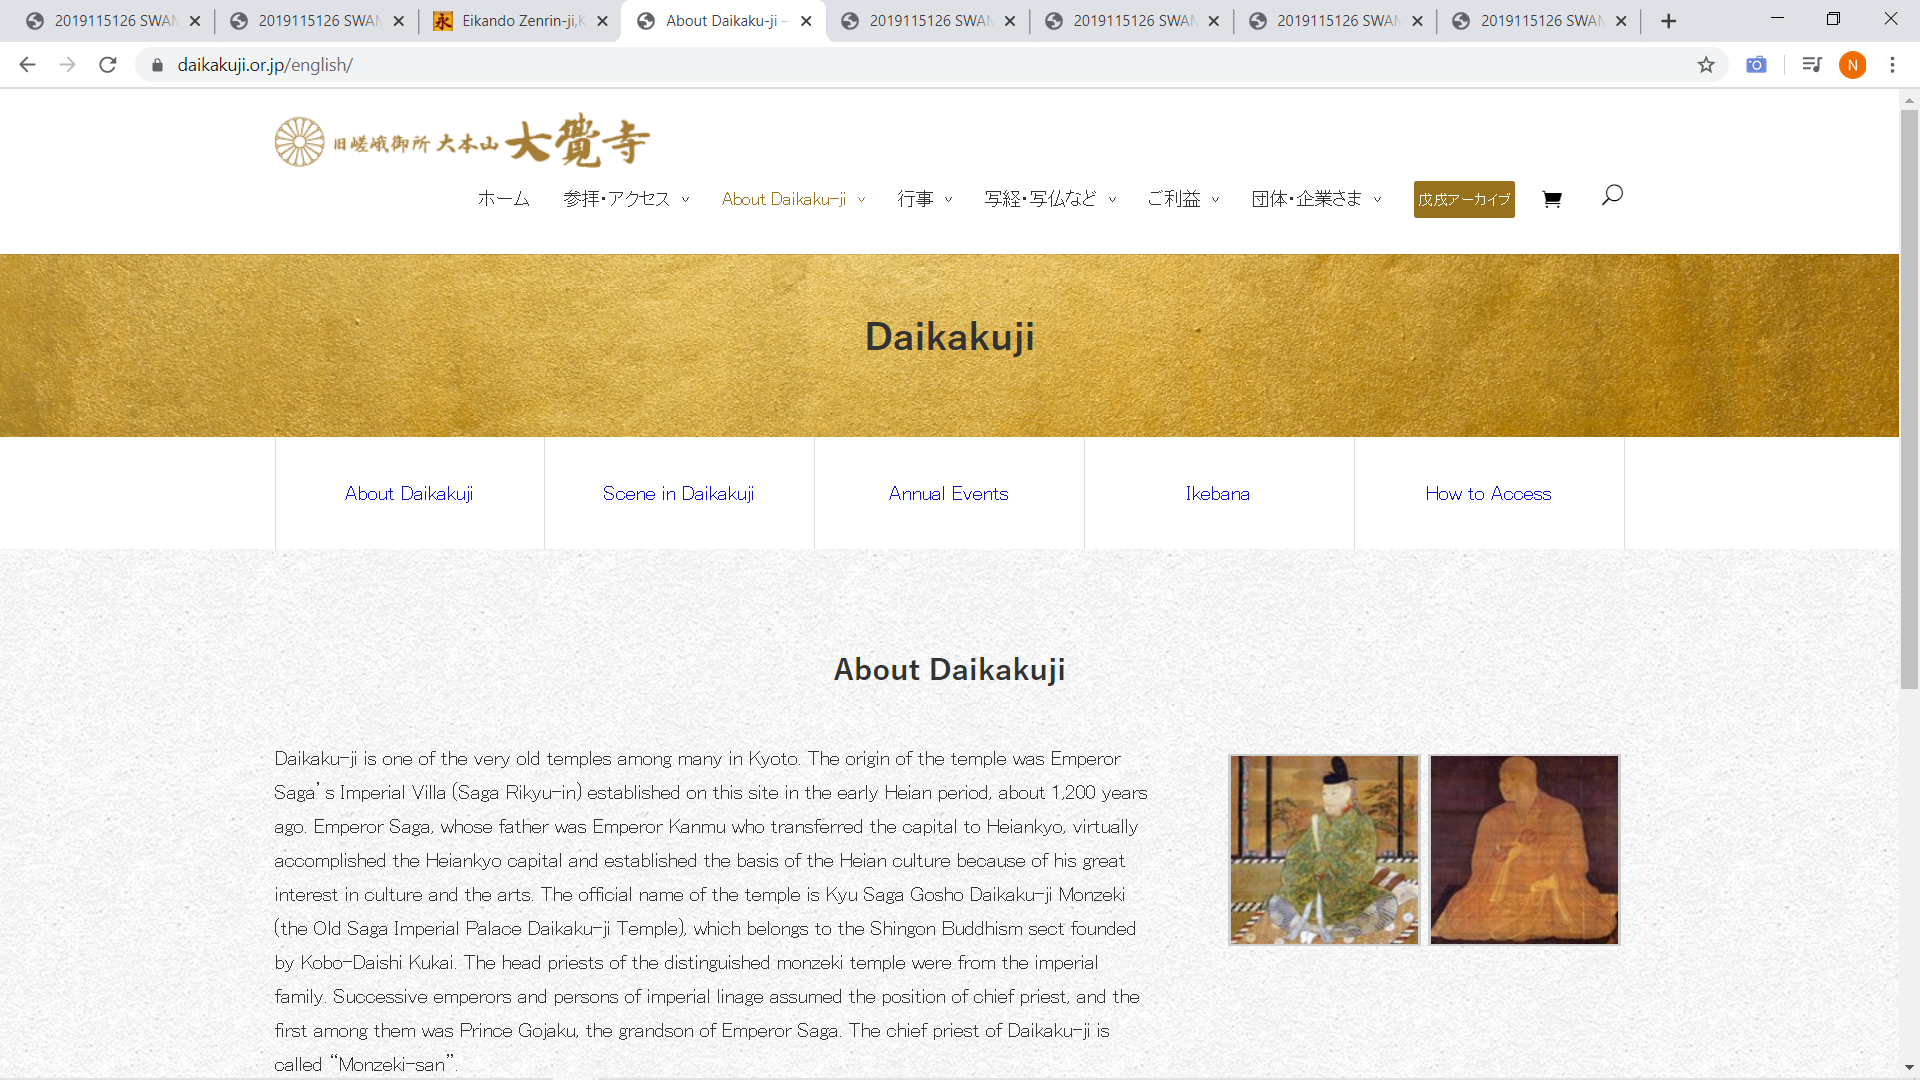 2019115126 SWAN
2019115126 SWAN
Eikando Zenrin-ji,K
About Daikaku-ji –
2019115126 SWAN
2019115126 SWAN
2019115126 SWAN
2019115126 SWAN
daikakuji.or.jp/english/
N
旧嵯峨御所 大本山 大覺寺
ホーム
参拝・アクセス
About Daikaku-ji
行事
写経・写仏など
ご利益
団体・企業さま
戊戌アーカイブ
Daikakuji
About Daikakuji
Scene in Daikakuji
Annual Events
Ikebana
How to Access
About Daikakuji
Daikaku-ji is one of the very old temples among many in Kyoto. The origin of the temple was Emperor
Saga’s Imperial Villa (Saga Rikyu-in) established on this site in the early Heian period, about 1,200 years
ago. Emperor Saga, whose father was Emperor Kanmu who transferred the capital to Heiankyo, virtually
accomplished the Heiankyo capital and established the basis of the Heian culture because of his great
interest in culture and the arts. The official name of the temple is Kyu Saga Gosho Daikaku-ji Monzeki
(the Old Saga Imperial Palace Daikaku-ji Temple), which belongs to the Shingon Buddhism sect founded
by Kobo-Daishi Kukai. The head priests of the distinguished monzeki temple were from the imperial
family. Successive emperors and persons of imperial linage assumed the position of chief priest, and the
first among them was Prince Gojaku, the grandson of Emperor Saga. The chief priest of Daikaku-ji is
called “Monzeki-san”.